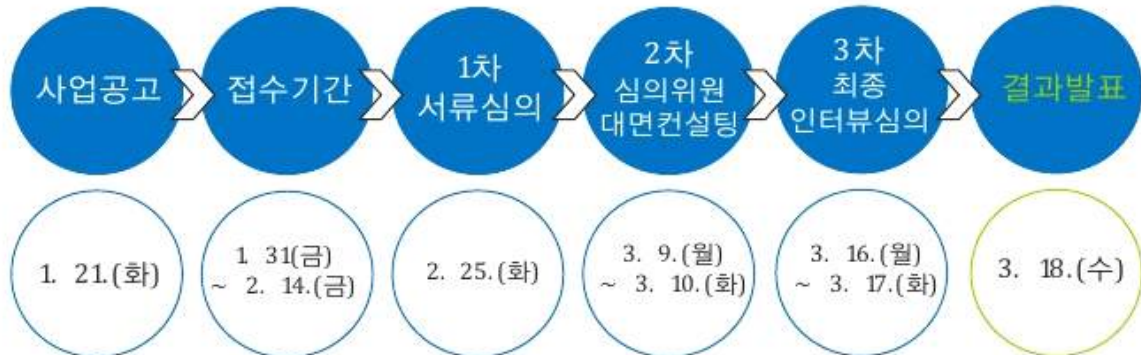 사업공고
접수기간
1차
서류심의
2차
심의위원
대면컨설팅
3차
최종
인터뷰심의
결과발표
1. 21.(화)
1. 31(금)
~ 2. 14.(금)
2. 25.(화)
3. 9.(월)
~ 3. 10.(화)
3. 16.(월)
~ 3. 17.(화)
3. 18.(수)